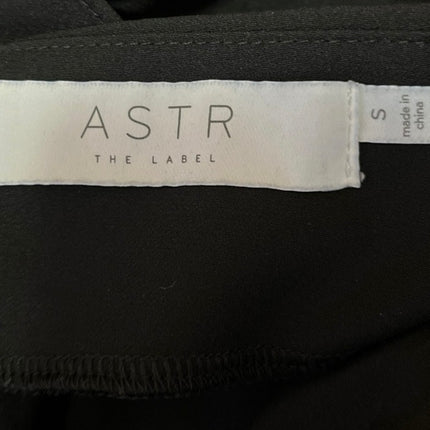 ASTR
THE LABEL
S
made in
china